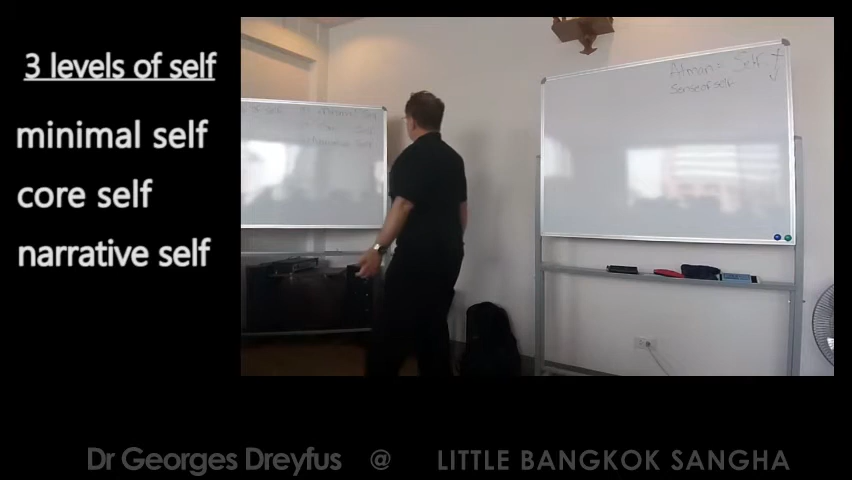 3 levels of self
minimal self
core self
narrative self
Atman = Self
Sense of self
Dr Georges Dreyfus @ LITTLE BANGKOK SANGHA